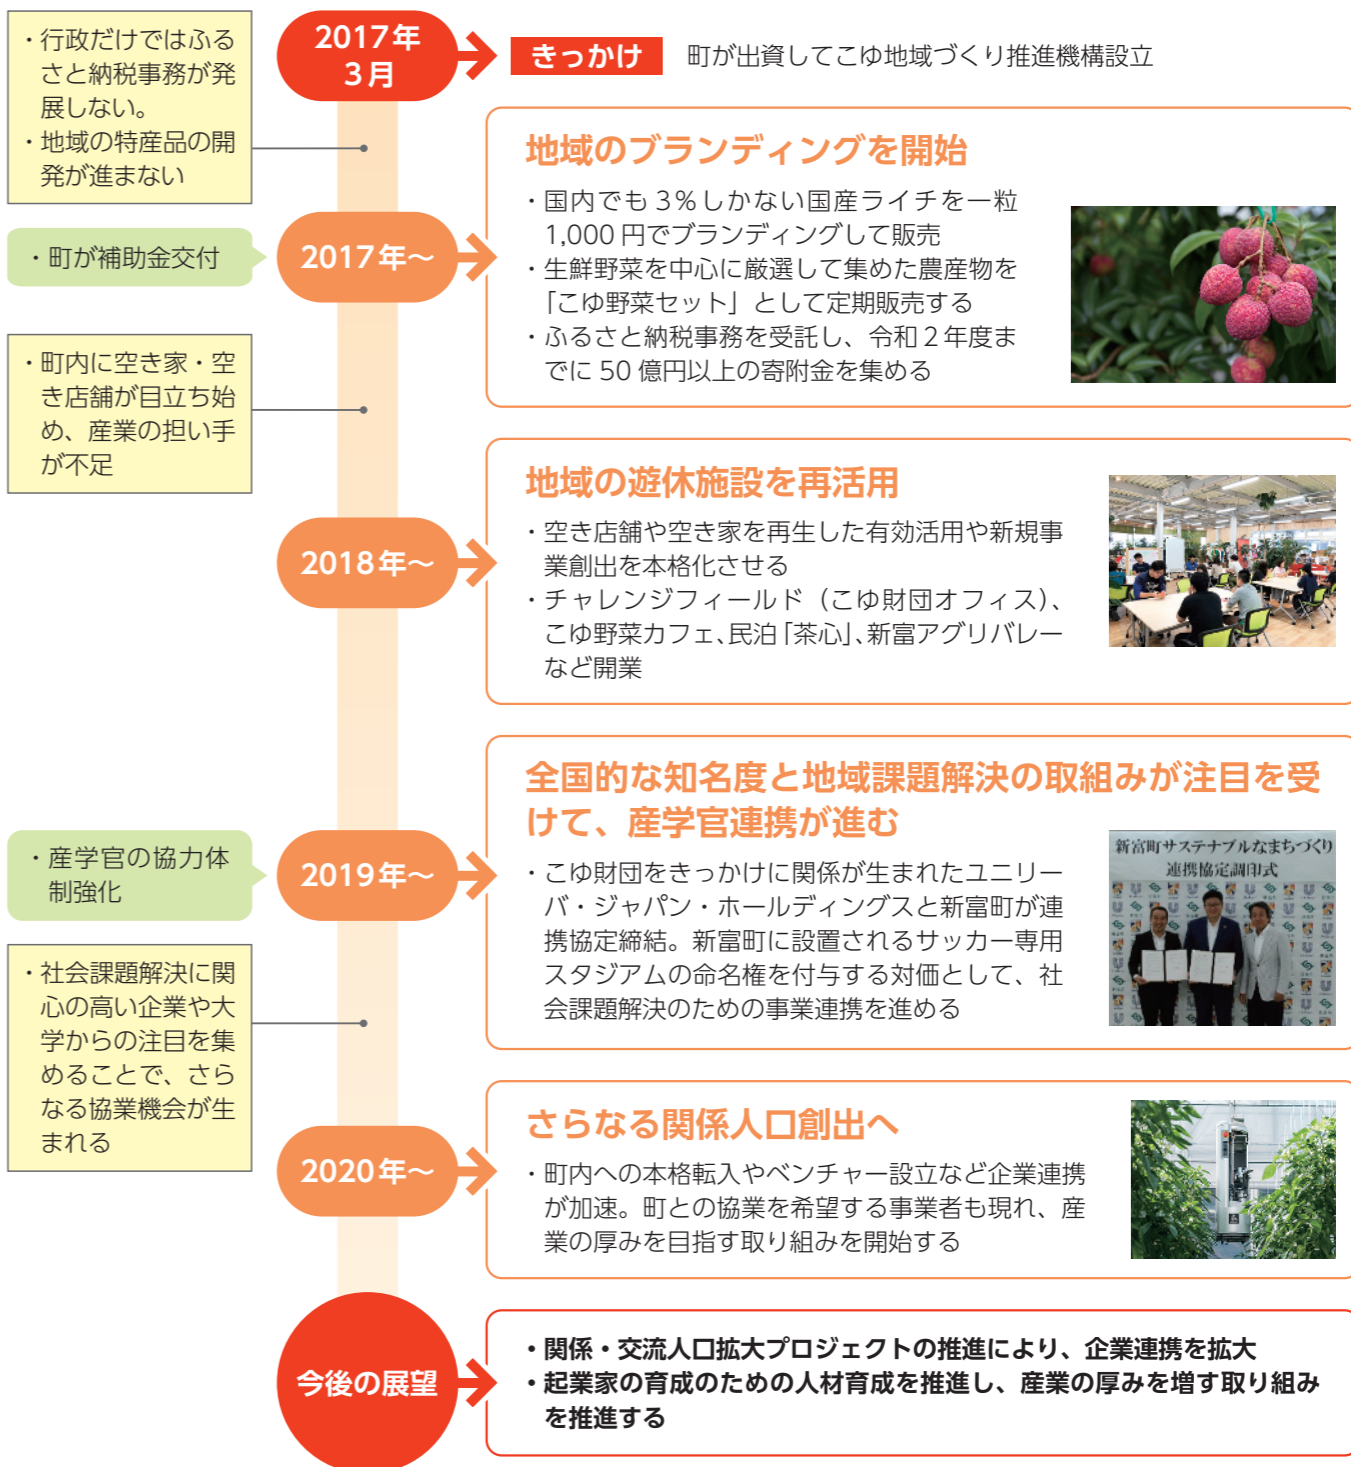 ・行政だけではふる
さと納税事務が発
展しない。
・地域の特産品の開
発が進まない
2017年
3月
きっかけ 町が出資してこゆ地域づくり推進機構設立
・町が補助金交付
2017年～
地域のブランディングを開始
・国内でも3％しかない国産ライチを一粒
1,000円でブランディングして販売
・生鮮野菜を中心に厳選して集めた農産物を
「こゆ野菜セット」として定期販売する
・ふるさと納税事務を受託し、令和2年度ま
でに50億円以上の寄附金を集める
・町内に空き家・空
き店舗が目立ち始
め、産業の担い手
が不足
2018年～
地域の遊休施設を再活用
・空き店舗や空き家を再生した有効活用や新規事
業創出を本格化させる
・チャレンジフィールド（こゆ財団オフィス）、
こゆ野菜カフェ、民泊「茶心」、新富アグリバレー
など開業
・産学官の協力体
制強化
2019年～
全国的な知名度と地域課題解決の取組みが注目を受
けて、産学官連携が進む
・こゆ財団をきっかけに関係が生まれたユニリー
バ・ジャパン・ホールディングスと新富町が連
携協定締結。新富町に設置されるサッカー専用
スタジアムの命名権を付与する対価として、社
会課題解決のための事業連携を進める
新富町サステナブルなまちづくり
連携協定調印式
・社会課題解決に関
心の高い企業や大
学からの注目を集
めることで、さら
なる協業機会が生
まれる
2020年～
さらなる関係人口創出へ
・町内への本格転入やベンチャー設立など企業連携
が加速。町との協業を希望する事業者も現れ、産
業の厚みを目指す取り組みを開始する
今後の展望
・関係・交流人口拡大プロジェクトの推進により、企業連携を拡大
・起業家の育成のための人材育成を推進し、産業の厚みを増す取り組み
を推進する